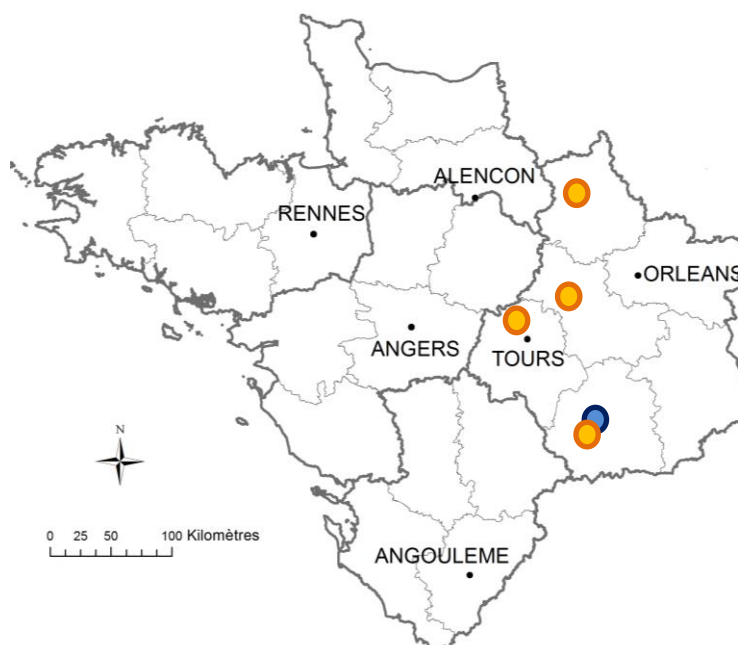 ALENCON
RENNES
ORLEANS
ANGERS
TOURS
N
0 25 50 100 Kilomètres
ANGOULEME